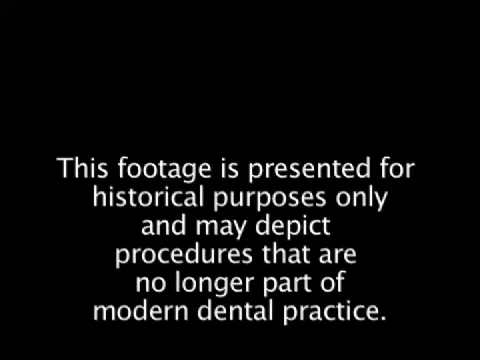 This footage is presented for
historical purposes only
and may depict
procedures that are
no longer part of
modern dental practice.